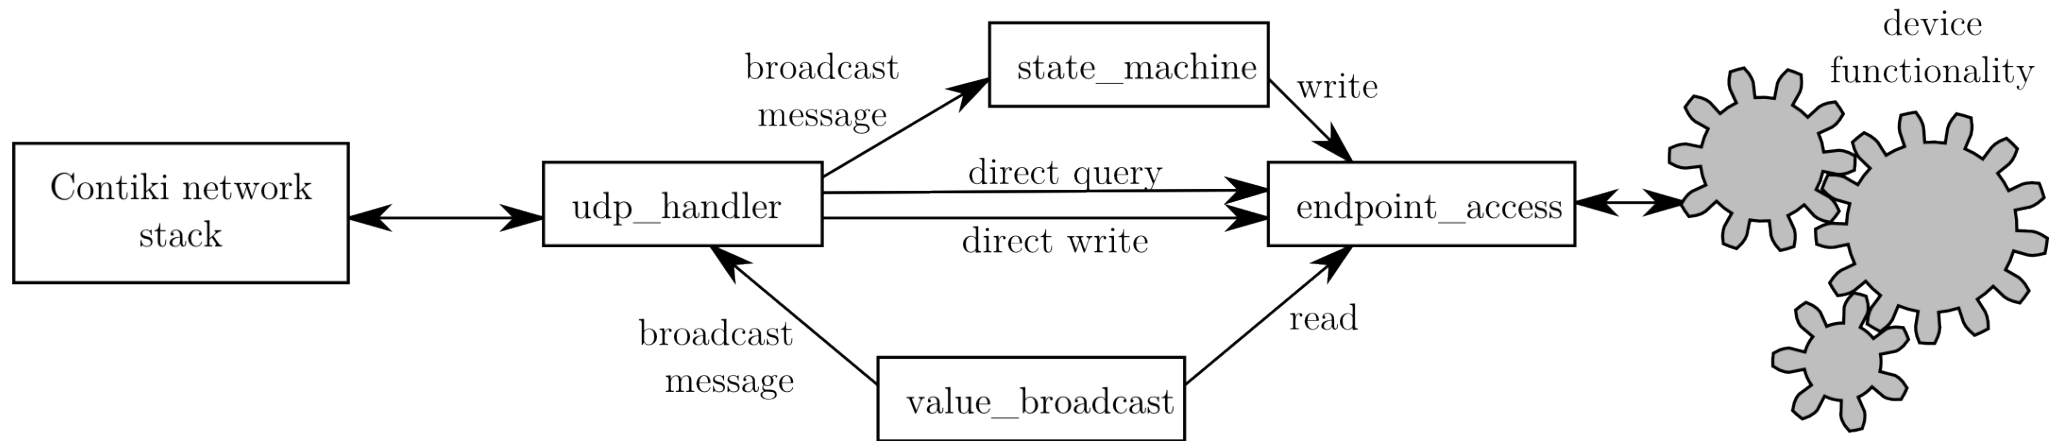 device
functionality
broadcast
message
state_machine
write
Contiki network
stack
udp_handler
direct query
direct write
endpoint_access
broadcast
message
read
value_broadcast